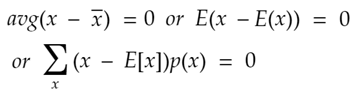 avg(x − x̄) = 0 or E(x − E(x)) = 0
or ∑ (x − E[x])p(x) = 0
x